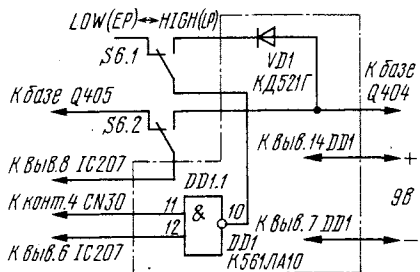 LOW(EP)↔HIGH(LP)
S6.1
VD1
КД521Г
К базе
Q404
К базе Q405
S6.2
К выв.14 DD1
+
К выв.8 IC207
DD1.1
9В
К конт.4 CN30
11
&
10
К выв.7 DD1
12
DD1
–
К выв.6 IC207
К561ЛА10